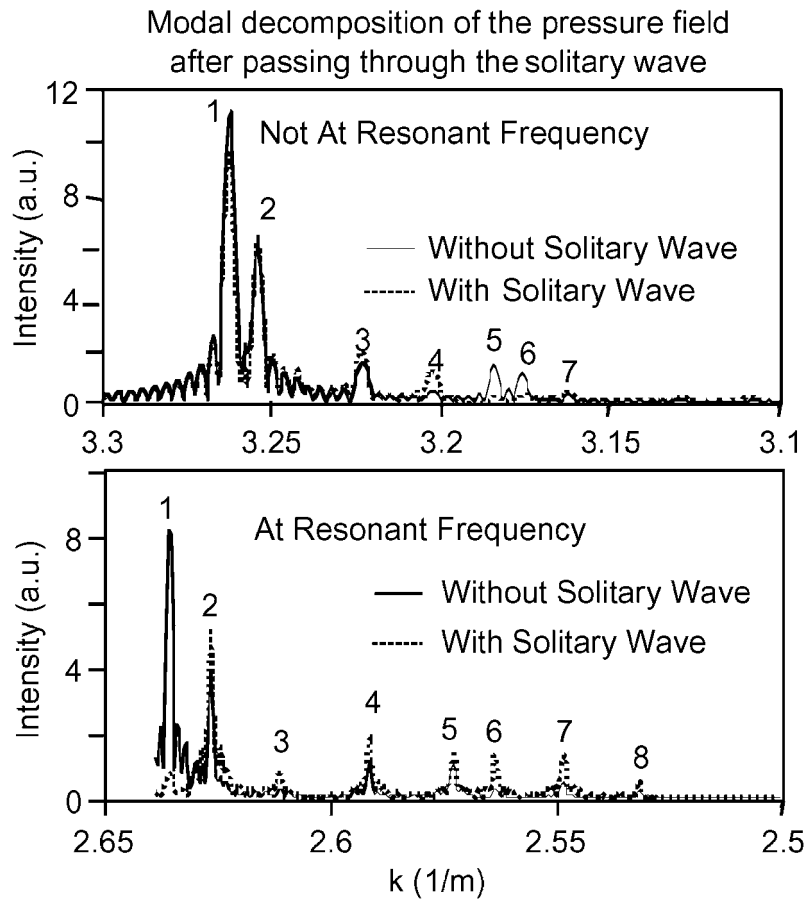 Modal decomposition of the pressure field
after passing through the solitary wave
12
8
4
0
Intensity (a.u.)
1
2
3
4
5
6
7
Not At Resonant Frequency
Without Solitary Wave
With Solitary Wave
3.3
3.25
3.2
3.15
3.1
8
4
0
Intensity (a.u.)
1
2
3
4
5
6
7
8
At Resonant Frequency
Without Solitary Wave
With Solitary Wave
2.65
2.6
2.55
2.5
k (1/m)